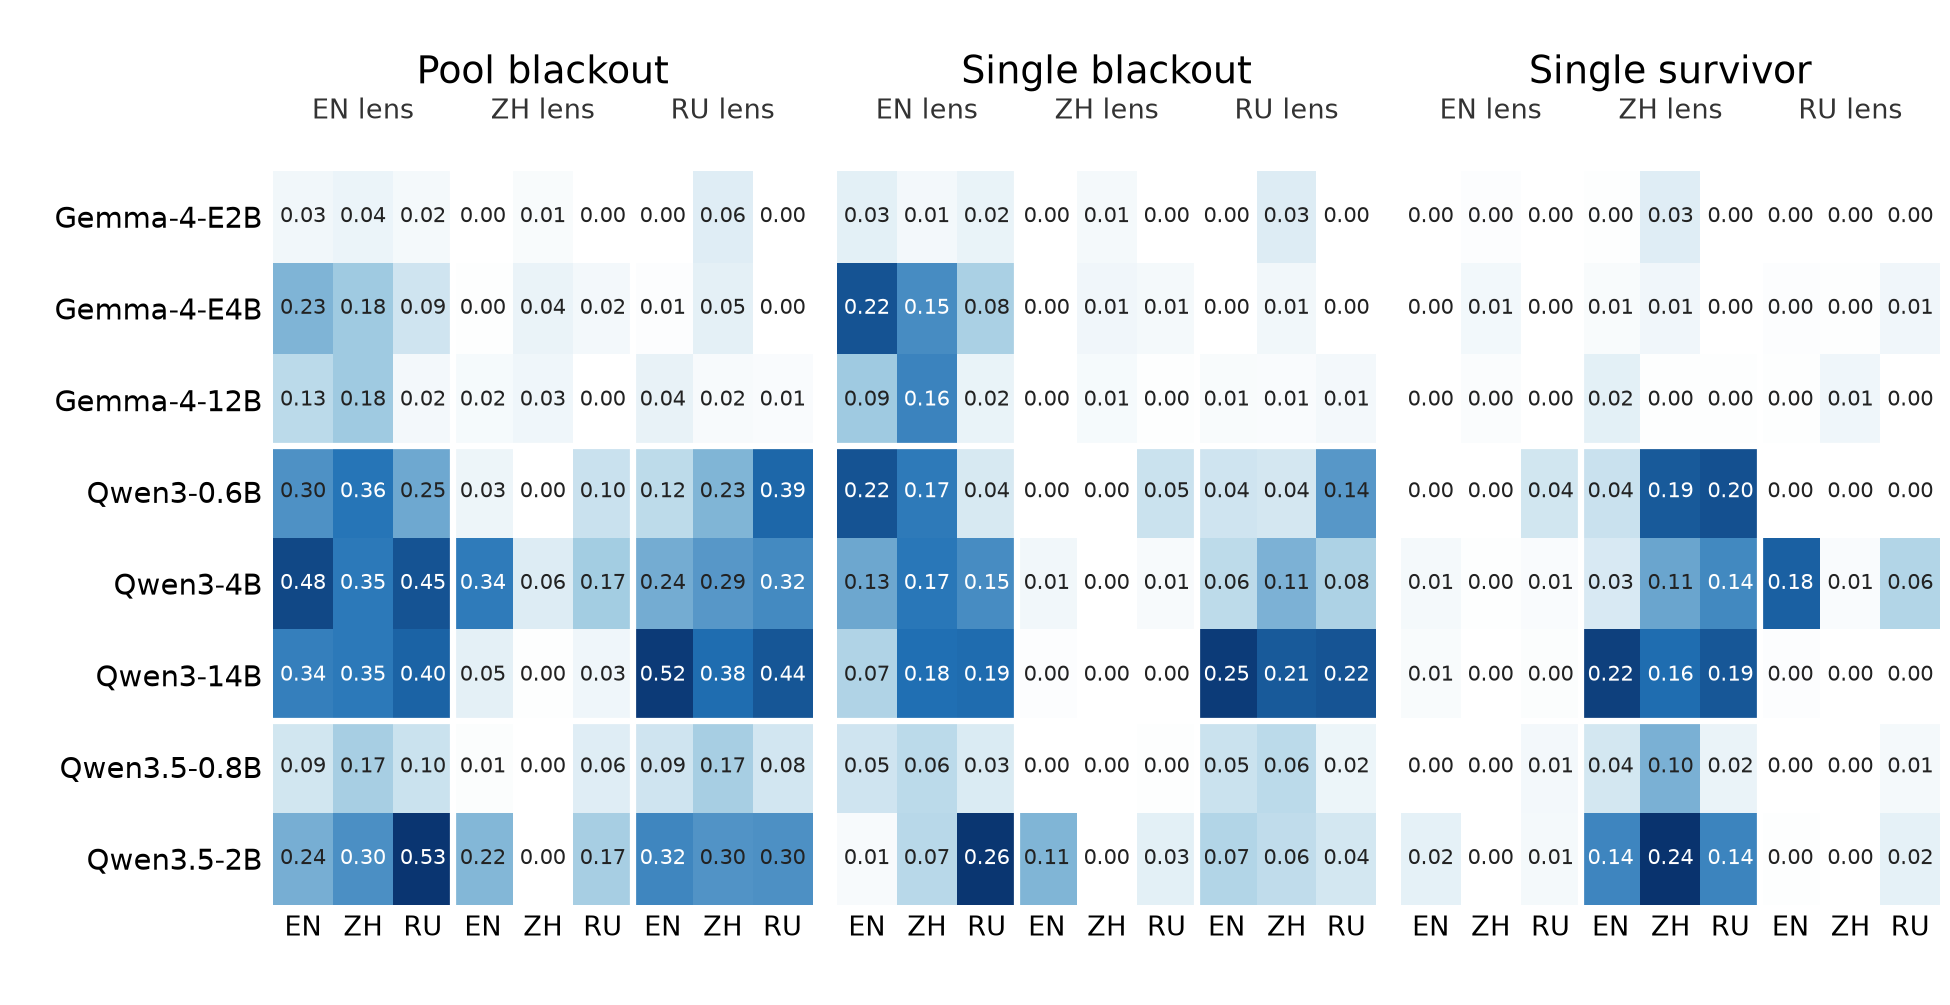 Pool blackout Single blackout Single survivor
EN lens ZH lens RU lens EN lens ZH lens RU lens EN lens ZH lens RU lens
Gemma-4-E2B 0.03 0.04 0.02 0.00 0.01 0.00 0.00 0.06 0.00 0.03 0.01 0.02 0.00 0.01 0.00 0.00 0.03 0.00 0.00 0.00 0.00 0.00 0.03 0.00 0.00 0.00 0.00
Gemma-4-E4B 0.23 0.18 0.09 0.00 0.04 0.02 0.01 0.05 0.00 0.22 0.15 0.08 0.00 0.01 0.01 0.00 0.01 0.00 0.00 0.01 0.00 0.01 0.01 0.00 0.00 0.00 0.01
Gemma-4-12B 0.13 0.18 0.02 0.02 0.03 0.00 0.04 0.02 0.01 0.09 0.16 0.02 0.00 0.01 0.00 0.01 0.01 0.01 0.00 0.00 0.00 0.02 0.00 0.00 0.00 0.01 0.00
Qwen3-0.6B 0.30 0.36 0.25 0.03 0.00 0.10 0.12 0.23 0.39 0.22 0.17 0.04 0.00 0.00 0.05 0.04 0.04 0.14 0.00 0.00 0.04 0.04 0.19 0.20 0.00 0.00 0.00
Qwen3-4B 0.48 0.35 0.45 0.34 0.06 0.17 0.24 0.29 0.32 0.13 0.17 0.15 0.01 0.00 0.01 0.06 0.11 0.08 0.01 0.00 0.01 0.03 0.11 0.14 0.18 0.01 0.06
Qwen3-14B 0.34 0.35 0.40 0.05 0.00 0.03 0.52 0.38 0.44 0.07 0.18 0.19 0.00 0.00 0.00 0.25 0.21 0.22 0.01 0.00 0.00 0.22 0.16 0.19 0.00 0.00 0.00
Qwen3.5-0.8B 0.09 0.17 0.10 0.01 0.00 0.06 0.09 0.17 0.08 0.05 0.06 0.03 0.00 0.00 0.00 0.05 0.06 0.02 0.00 0.00 0.01 0.04 0.10 0.02 0.00 0.00 0.01
Qwen3.5-2B 0.24 0.30 0.53 0.22 0.00 0.17 0.32 0.30 0.30 0.01 0.07 0.26 0.11 0.00 0.03 0.07 0.06 0.04 0.02 0.00 0.01 0.14 0.24 0.14 0.00 0.00 0.02
EN ZH RU EN ZH RU EN ZH RU EN ZH RU EN ZH RU EN ZH RU EN ZH RU EN ZH RU EN ZH RU